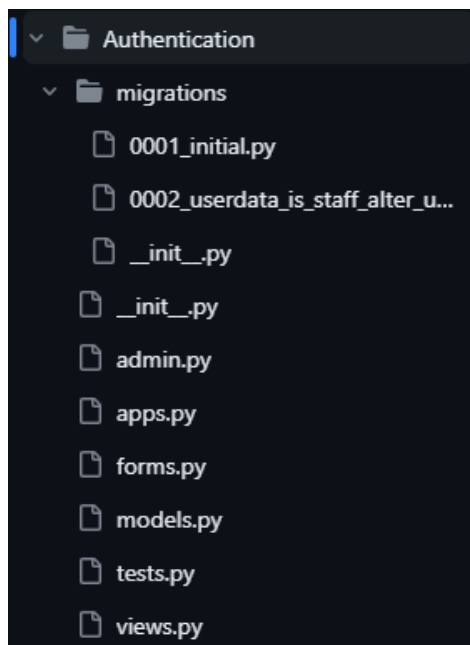 Authentication
migrations
0001_initial.py
0002_userdata_is_staff_alter_u...
__init__.py
__init__.py
admin.py
apps.py
forms.py
models.py
tests.py
views.py